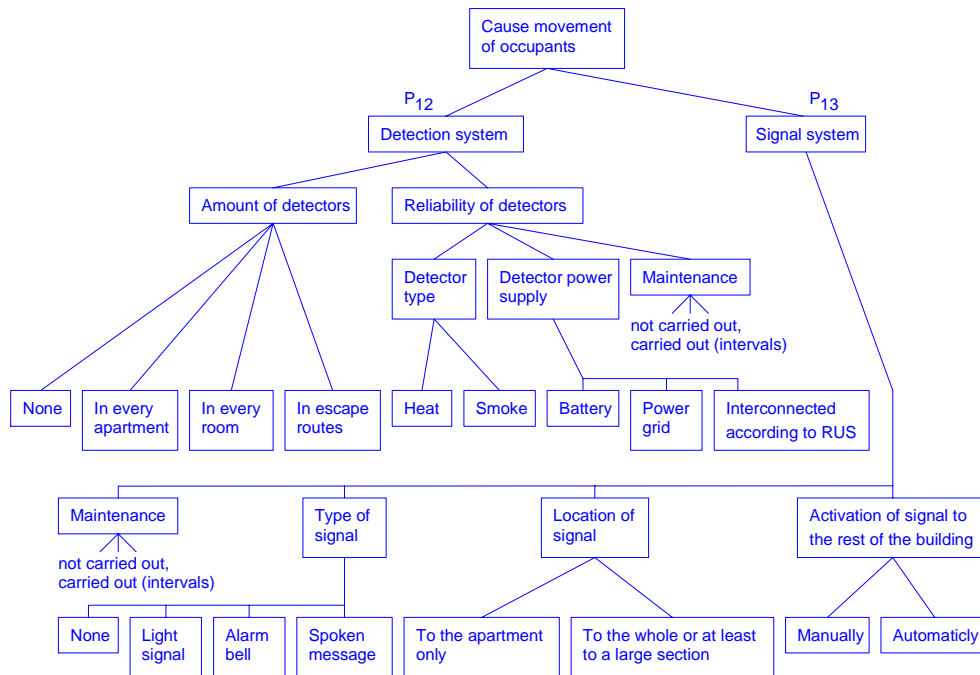 Cause movement
of occupants
P12
P13
Detection system
Signal system
Amount of detectors
Reliability of detectors
Detector
type
Detector power
supply
Maintenance
not carried out,
carried out (intervals)
None
In every
apartment
In every
room
In escape
routes
Heat
Smoke
Battery
Power
grid
Interconnected
according to RUS
Maintenance
not carried out,
carried out (intervals)
Type of
signal
Location of
signal
Activation of signal to
the rest of the building
None
Light
signal
Alarm
bell
Spoken
message
To the apartment
only
To the whole or at least
to a large section
Manually
Automaticly